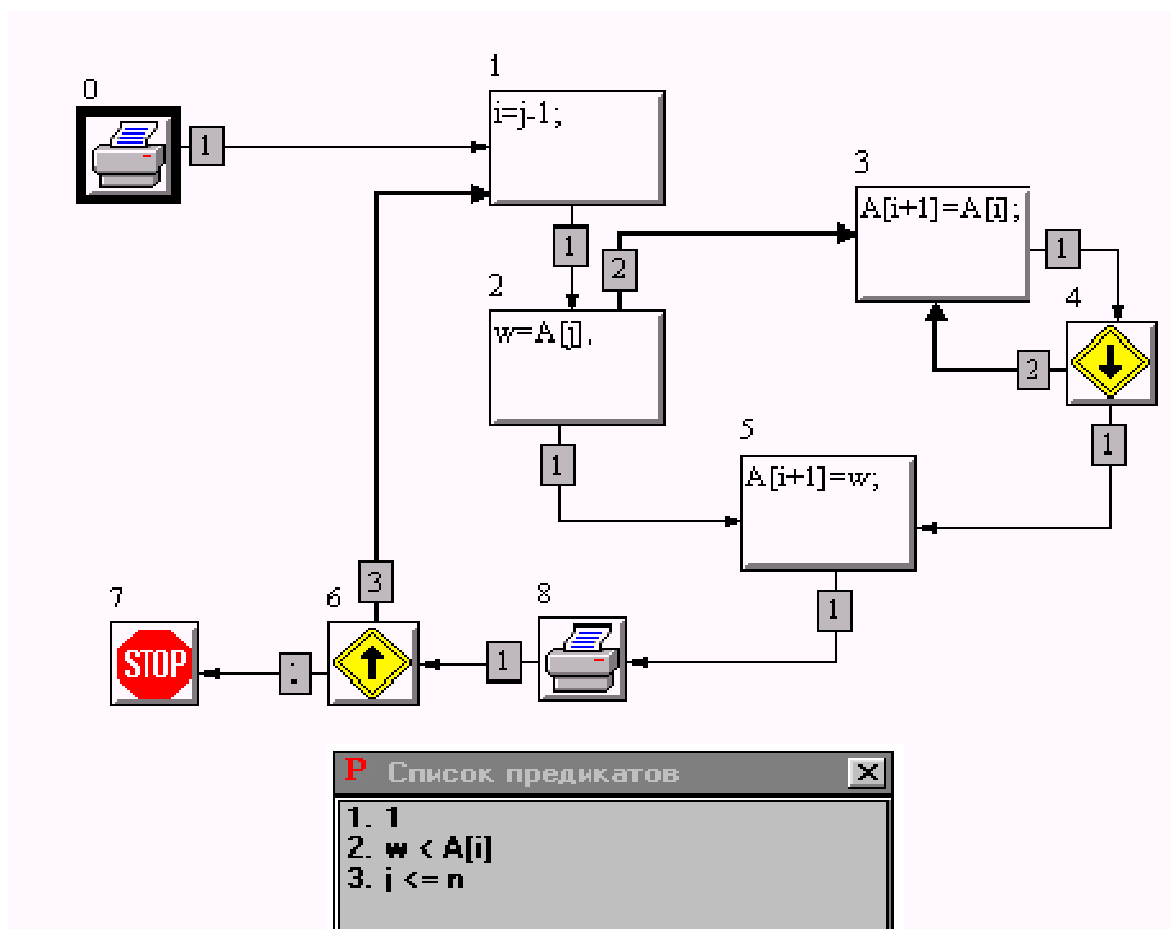 0
1
1
i=j-1;
3
A[i+1]=A[i];
1
1
2
2
w=A[j].
4
2
1
1
5
A[i+1]=w;
1
3
7
6
8
STOP
:
1
P Список предикатов
1. 1
2. w < A[i]
3. j <= n